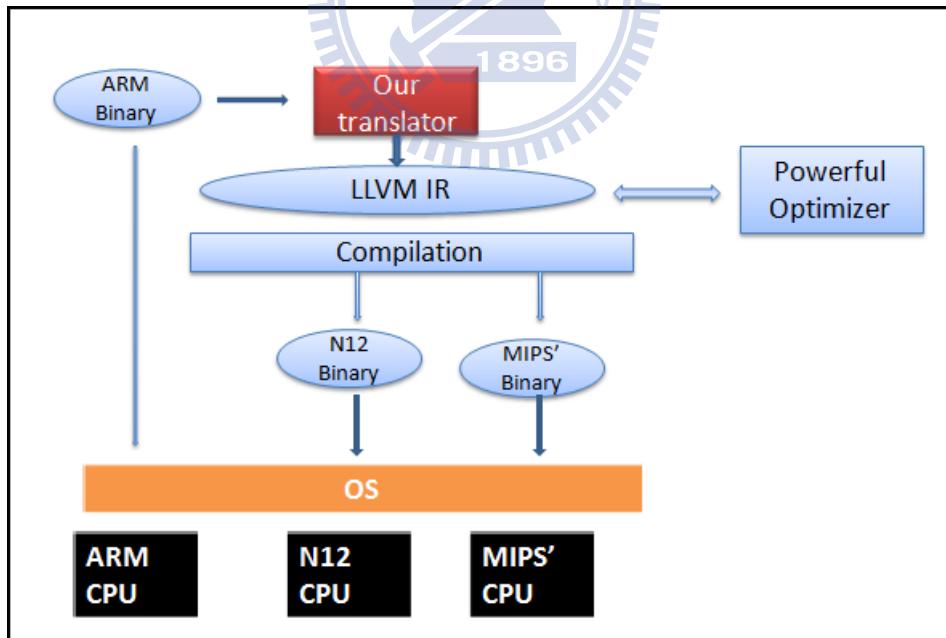 1896
ARM
Binary
Our
translator
LLVM IR
Powerful
Optimizer
Compilation
N12
Binary
MIPS’
Binary
OS
ARM
CPU
N12
CPU
MIPS’
CPU